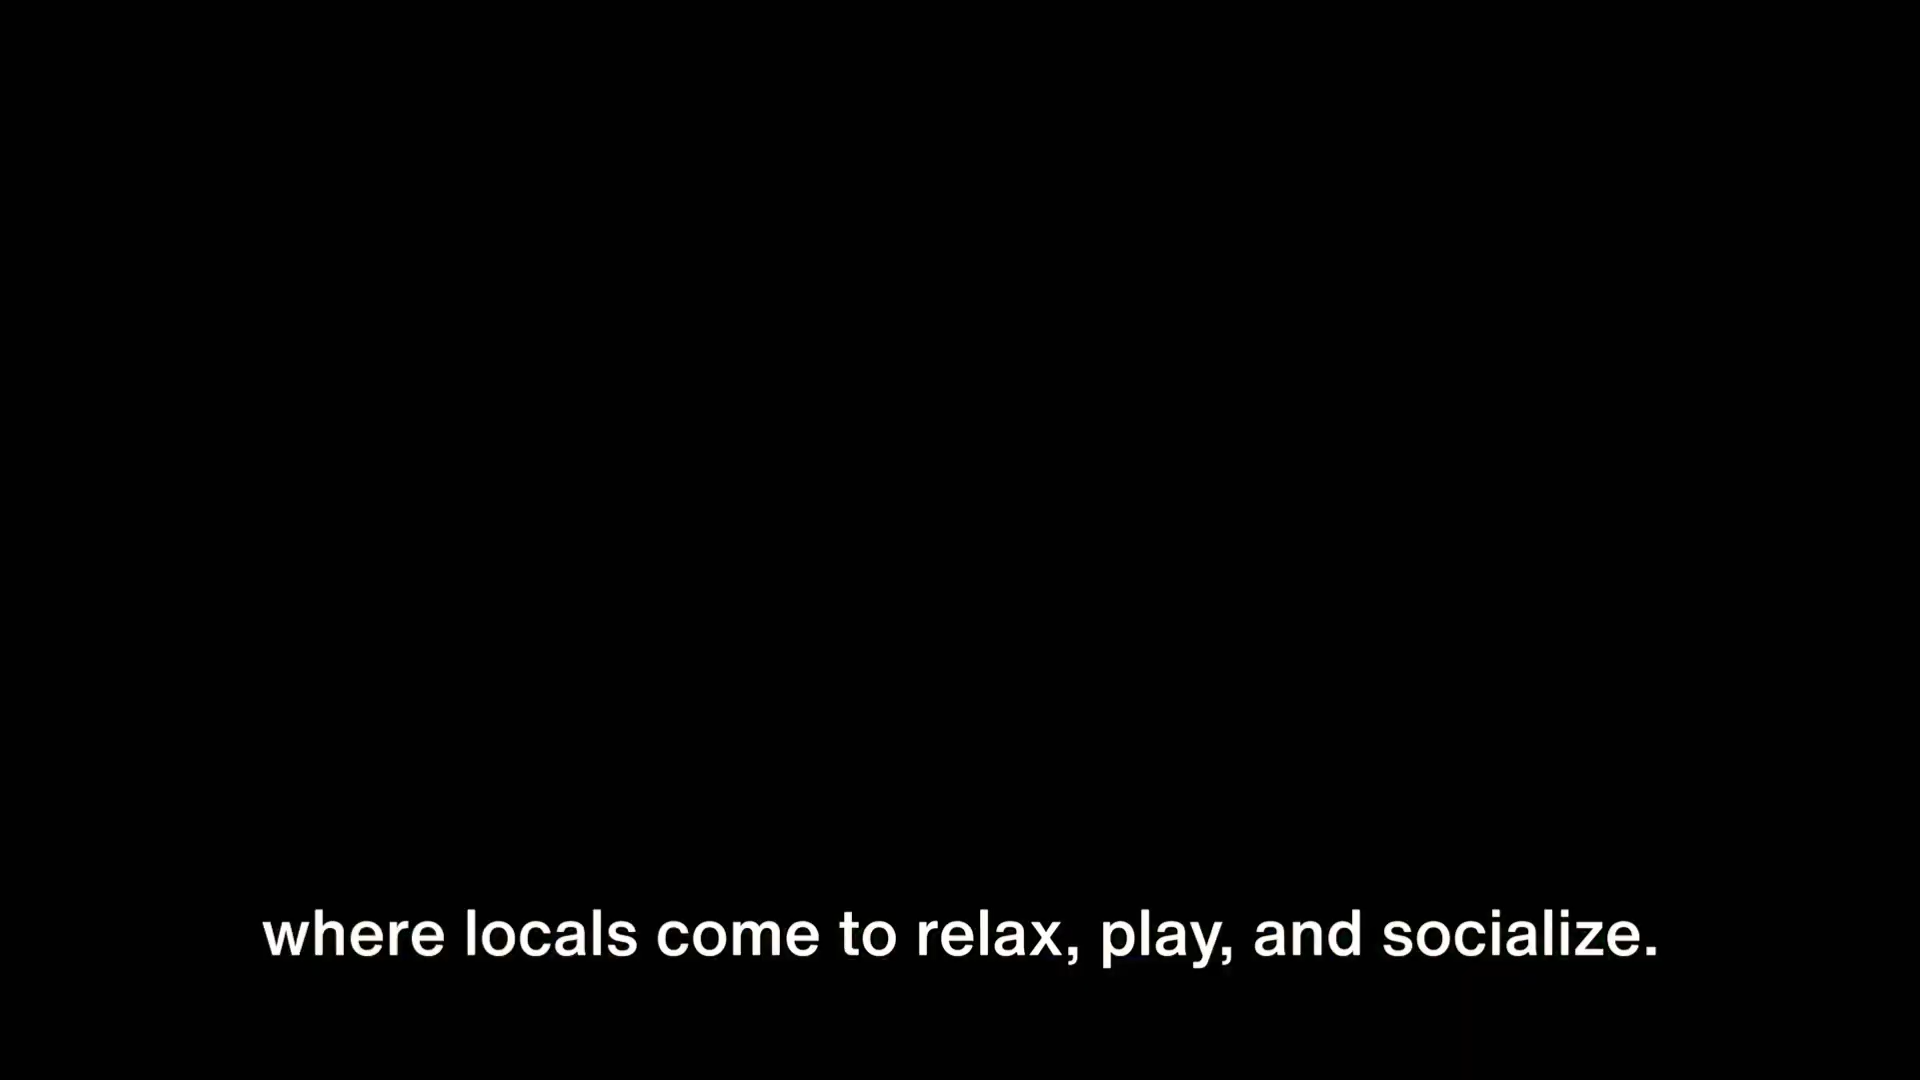 where locals come to relax, play, and socialize.